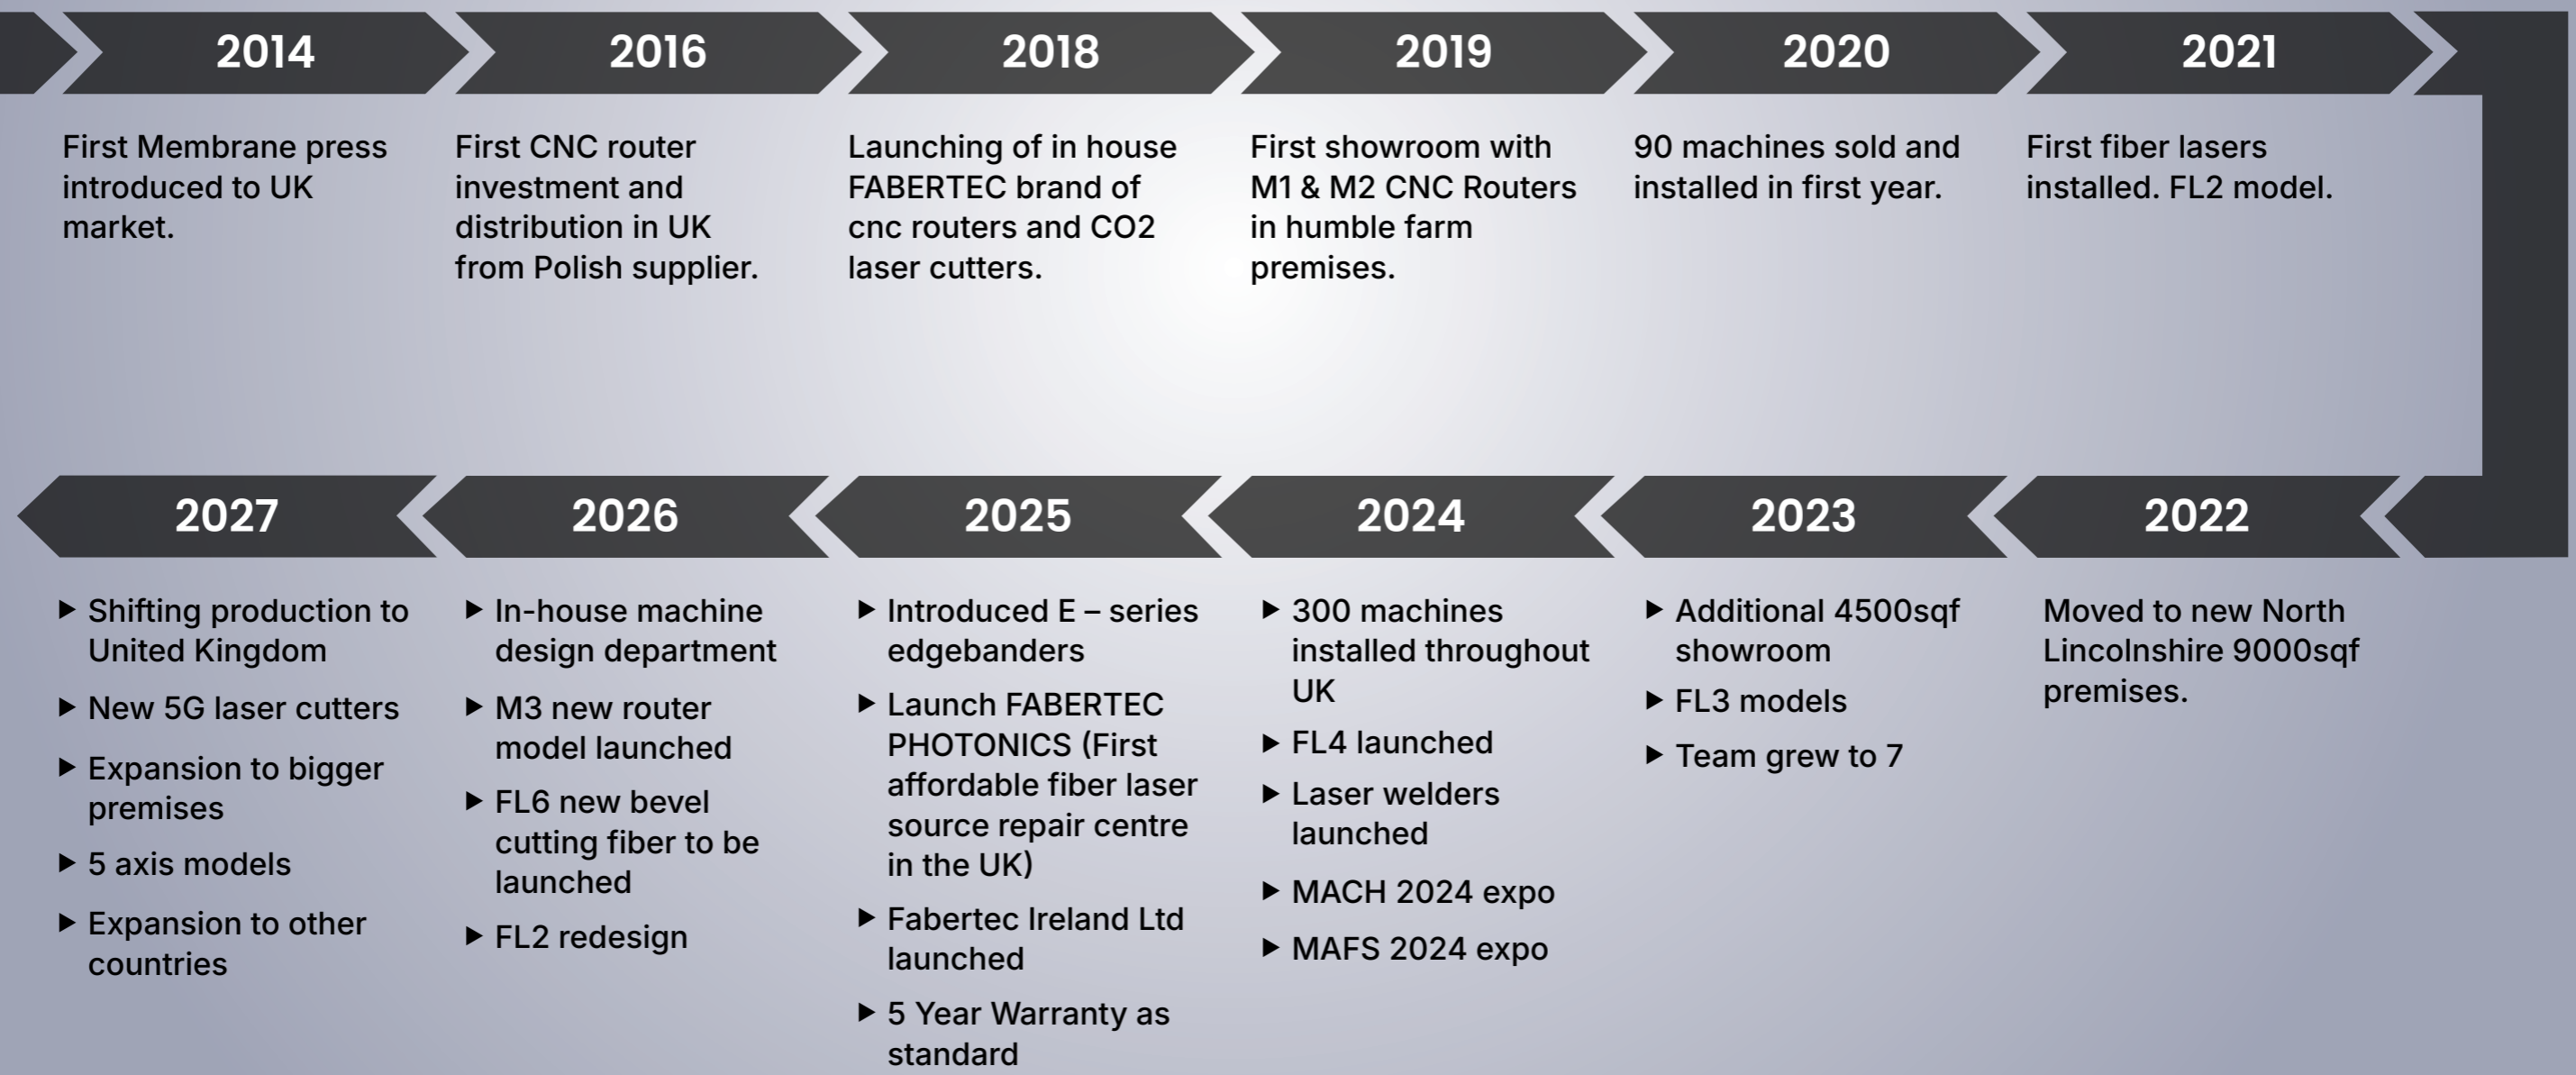 2014
First Membrane press
introduced to UK
market.
2016
First CNC router
investment and
distribution in UK
from Polish supplier.
2018
Launching of in house
FABERTEC brand of
cnc routers and CO2
laser cutters.
2019
First showroom with
M1 & M2 CNC Routers
in humble farm
premises.
2020
90 machines sold and
installed in first year.
2021
First fiber lasers
installed. FL2 model.
2022
Moved to new North
Lincolnshire 9000sqf
premises.
2023
Additional 4500sqf
showroom
FL3 models
Team grew to 7
2024
300 machines
installed throughout
UK
FL4 launched
Laser welders
launched
MACH 2024 expo
MAFS 2024 expo
2025
Introduced E – series
edgebanders
Launch FABERTEC
PHOTONICS (First
affordable fiber laser
source repair centre
in the UK)
Fabertec Ireland Ltd
launched
5 Year Warranty as
standard
2026
In-house machine
design department
M3 new router
model launched
FL6 new bevel
cutting fiber to be
launched
FL2 redesign
2027
Shifting production to
United Kingdom
New 5G laser cutters
Expansion to bigger
premises
5 axis models
Expansion to other
countries